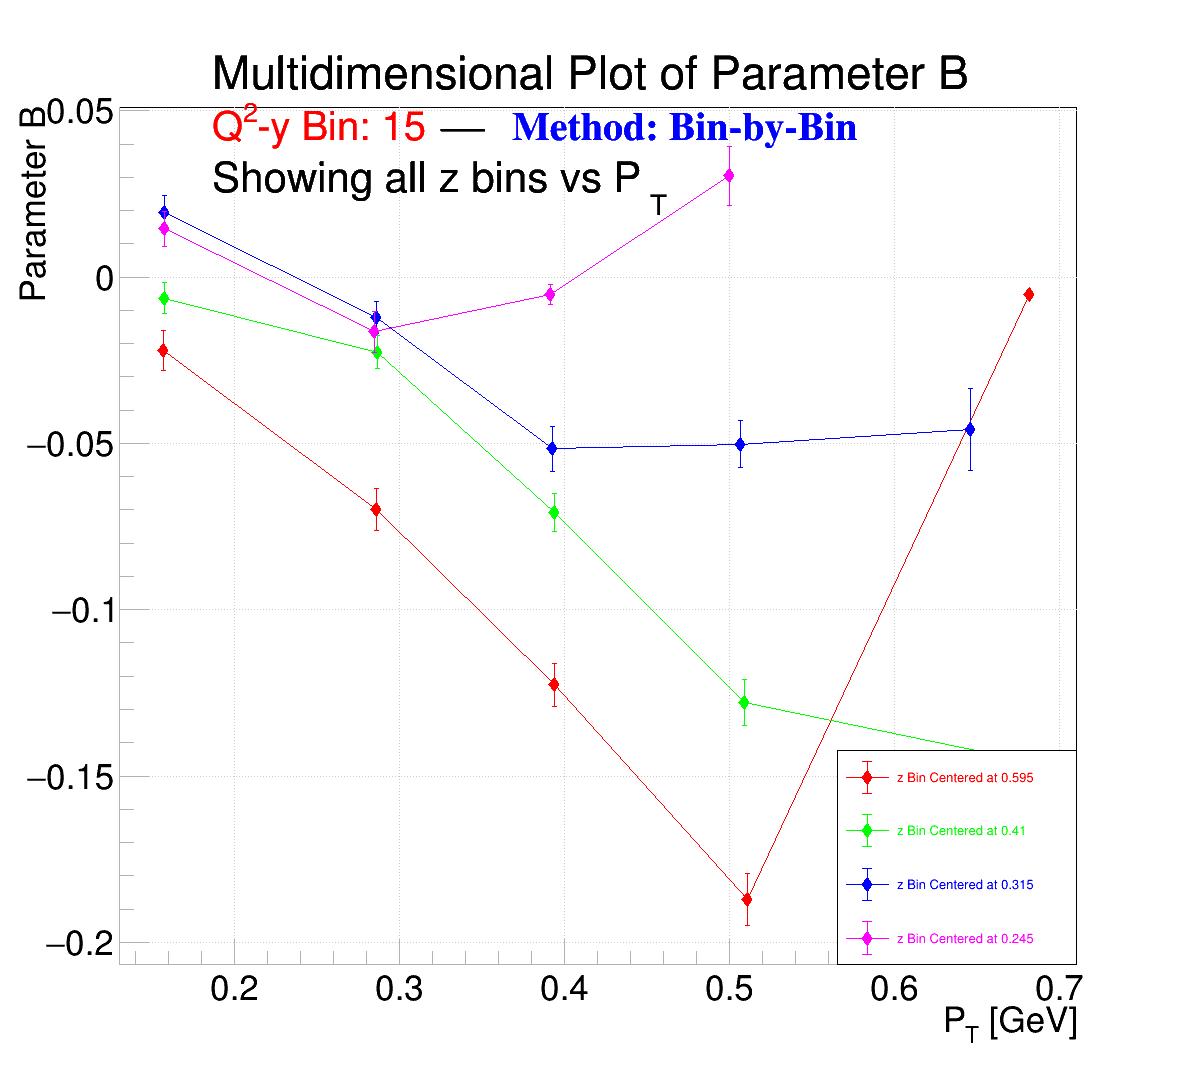 Multidimensional Plot of Parameter B
Q²-y Bin: 15 — Method: Bin-by-Bin
Showing all z bins vs P_T
Parameter B
0.05
0
−0.05
−0.1
−0.15
−0.2
z Bin Centered at 0.595
z Bin Centered at 0.41
z Bin Centered at 0.315
z Bin Centered at 0.245
0.2 0.3 0.4 0.5 0.6 0.7
P_T [GeV]